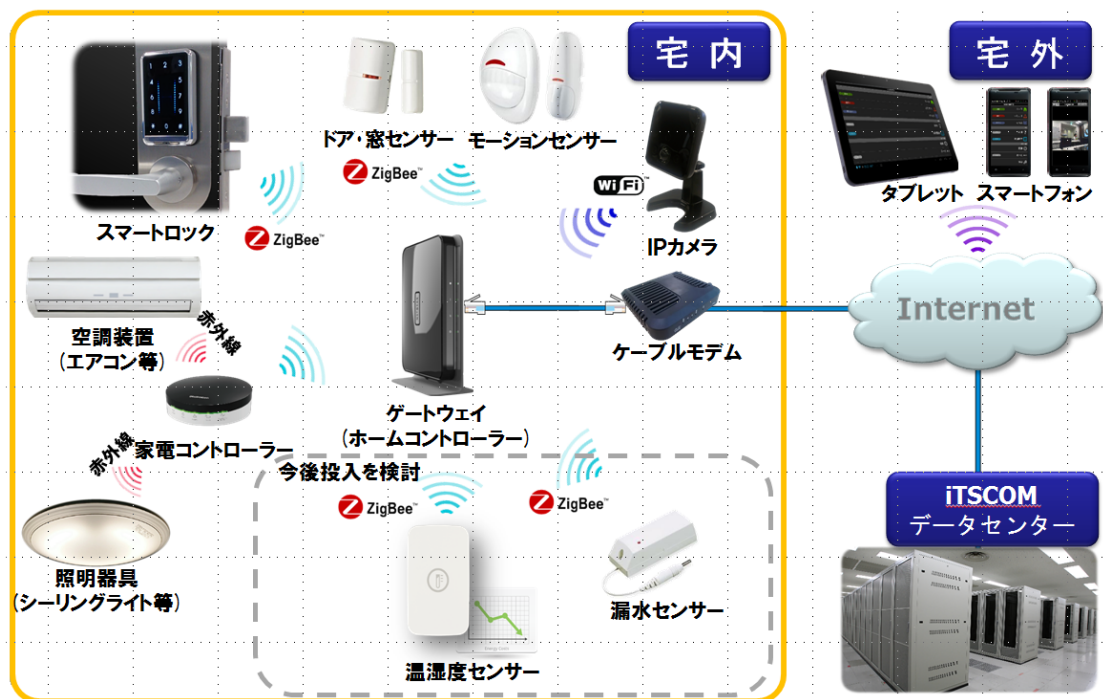 宅 内
宅 外
ドア・窓センサー
モーションセンサー
ZigBee™
WiFi™
タブレット
スマートフォン
スマートロック
ZigBee™
IPカメラ
Internet
空調装置
(エアコン等)
赤外線
ケーブルモデム
ゲートウェイ
(ホームコントローラー)
家電コントローラー
赤外線
今後投入を検討
ZigBee™
ZigBee™
iTSCOM
データセンター
照明器具
(シーリングライト等)
漏水センサー
温湿度センサー